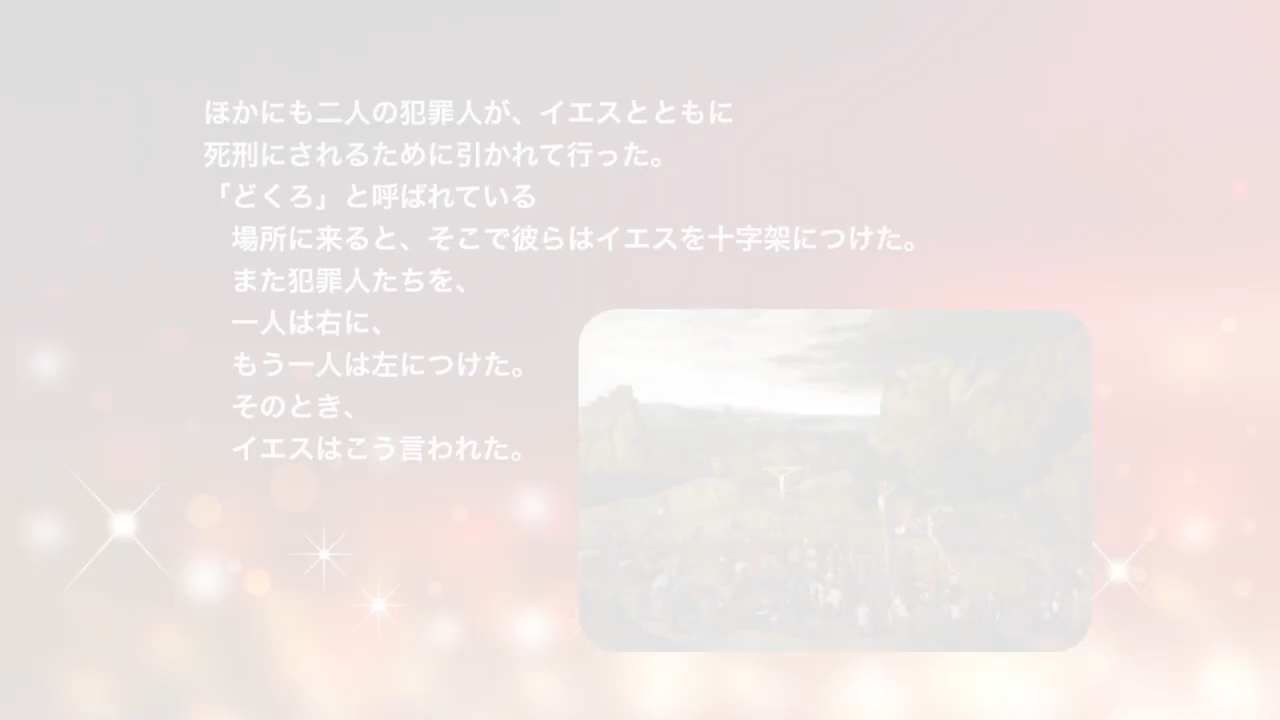 ほかにも二人の犯罪人が、イエスとともに
死刑にされるために引かれて行った。
「どくろ」と呼ばれている
場所に来ると、そこで彼らはイエスを十字架につけた。
また犯罪人たちを、
一人は右に、
もう一人は左につけた。
そのとき、
イエスはこう言われた。